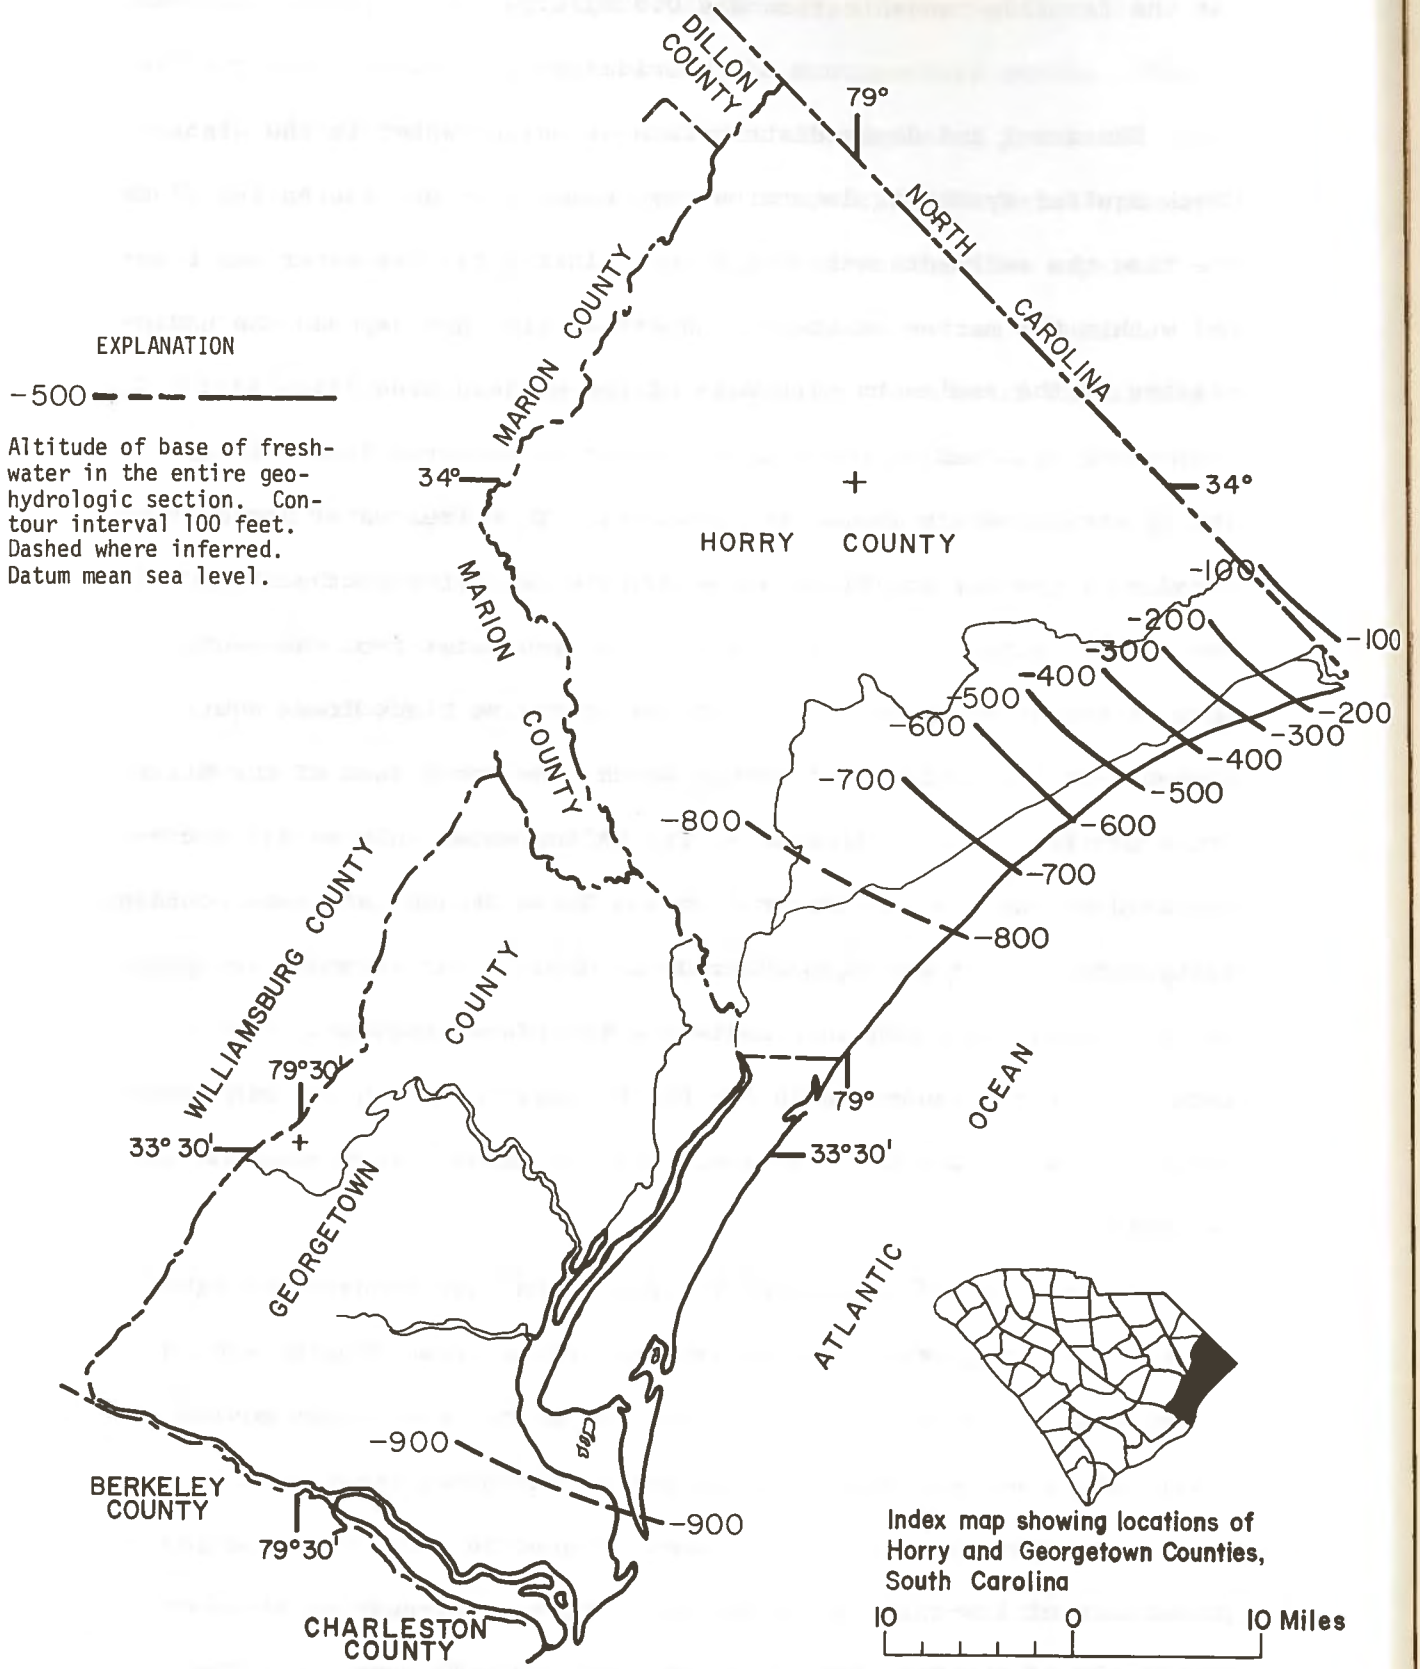 DILLON
COUNTY
79°
NORTH
CAROLINA
MARION COUNTY
EXPLANATION
-500
Altitude of base of fresh-
water in the entire geo-
hydrologic section. Con-
tour interval 100 feet.
Dashed where inferred.
Datum mean sea level.
34°
34°
HORRY COUNTY
MARION
COUNTY
-100
-100
-200
-200
-300
-300
-400
-400
-500
-500
-600
-600
-700
-700
-800
-800
WILLIAMSBURG COUNTY
COUNTY
GEORGETOWN
79°30'
33°30'
79°
33°30'
OCEAN
ATLANTIC
-900
-900
BERKELEY
COUNTY
79°30'
CHARLESTON
COUNTY
Index map showing locations of
Horry and Georgetown Counties,
South Carolina
10 0 10 Miles